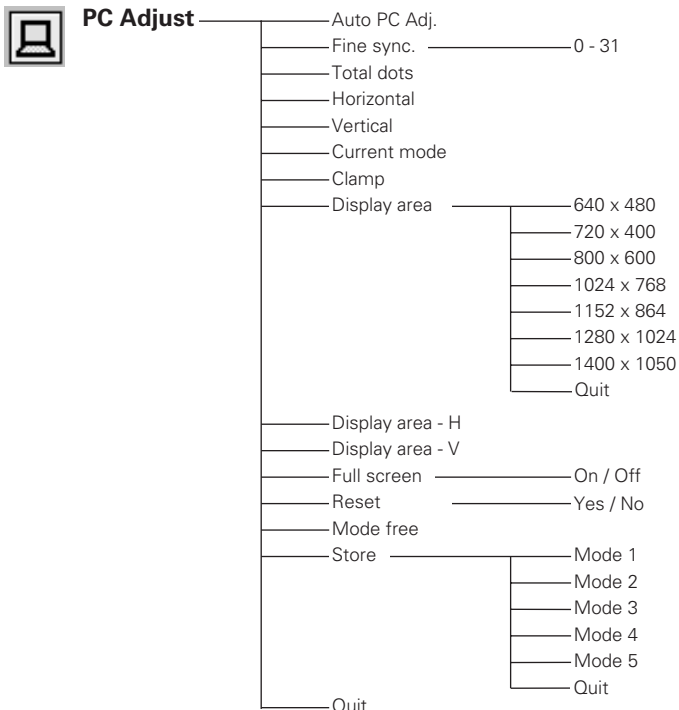 PC Adjust
Auto PC Adj.
Fine sync. 0 - 31
Total dots
Horizontal
Vertical
Current mode
Clamp
Display area 640 x 480
720 x 400
800 x 600
1024 x 768
1152 x 864
1280 x 1024
1400 x 1050
Quit
Display area - H
Display area - V
Full screen On / Off
Reset Yes / No
Mode free
Store Mode 1
Mode 2
Mode 3
Mode 4
Mode 5
Quit
Quit